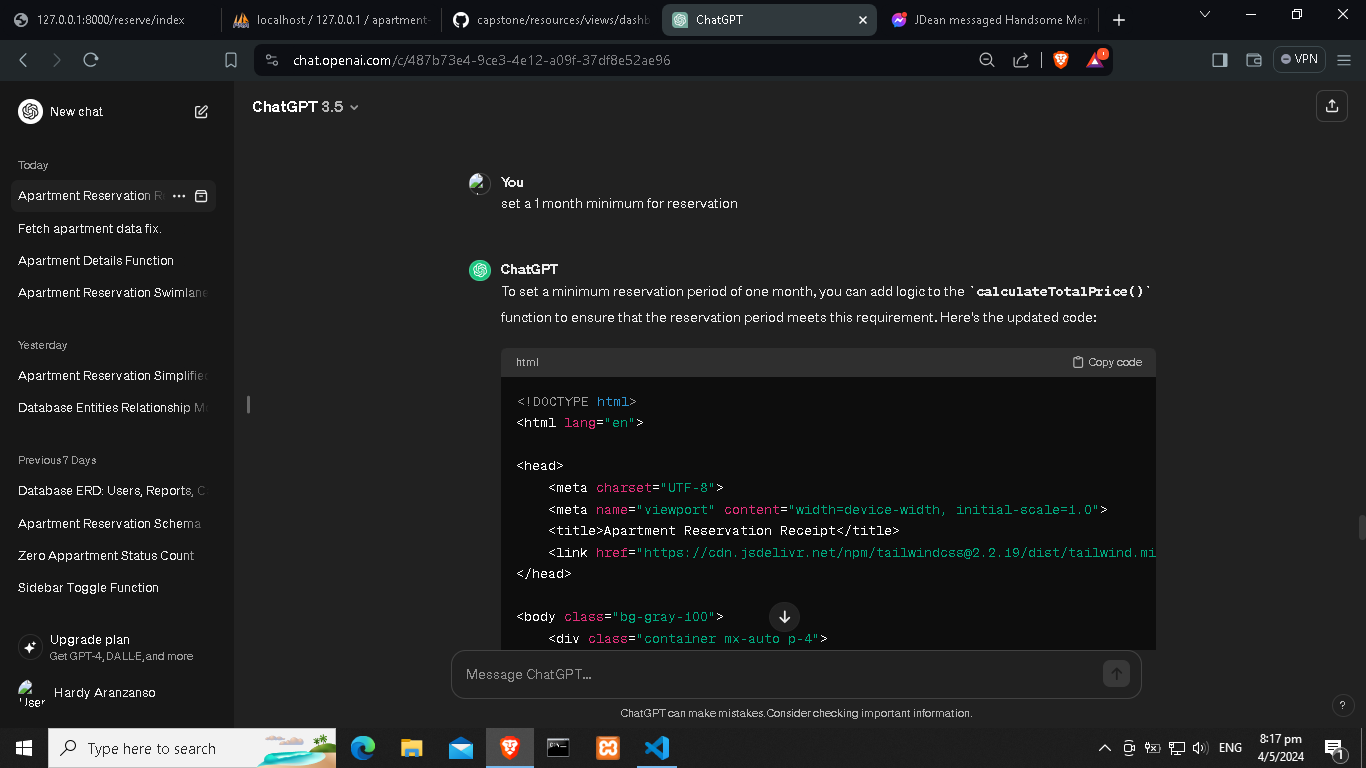 127.0.0.1:8000/reserve/index
localhost / 127.0.0.1 / apartment-
capstone/resources/views/dashb
ChatGPT
JDean messaged Handsome Men
chat.openai.com/c/487b73e4-9ce3-4e12-a09f-37df8e52ae96
VPN
New chat
ChatGPT 3.5
Today
Apartment Reservation R
Fetch apartment data fix.
Apartment Details Function
Apartment Reservation Swimlane
Yesterday
Apartment Reservation Simplified
Database Entities Relationship M
Previous 7 Days
Database ERD: Users, Reports, C
Apartment Reservation Schema
Zero Appartment Status Count
Sidebar Toggle Function
Upgrade plan
Get GPT-4, DALL·E, and more
User
Hardy Aranzanso
You
set a 1 month minimum for reservation
ChatGPT
To set a minimum reservation period of one month, you can add logic to the `calculateTotalPrice()`
function to ensure that the reservation period meets this requirement. Here's the updated code:
html
Copy code
<!DOCTYPE html>
<html lang="en">
<head>
<meta charset="UTF-8">
<meta name="viewport" content="width=device-width, initial-scale=1.0">
<title>Apartment Reservation Receipt</title>
<link href="https://cdn.jsdelivr.net/npm/tailwindcss@2.2.19/dist/tailwind.mi
</head>
<body class="bg-gray-100">
<div class="container mx-auto p-4">
Message ChatGPT…
ChatGPT can make mistakes. Consider checking important information.
?
Type here to search
ENG
8:17 pm
4/5/2024
1